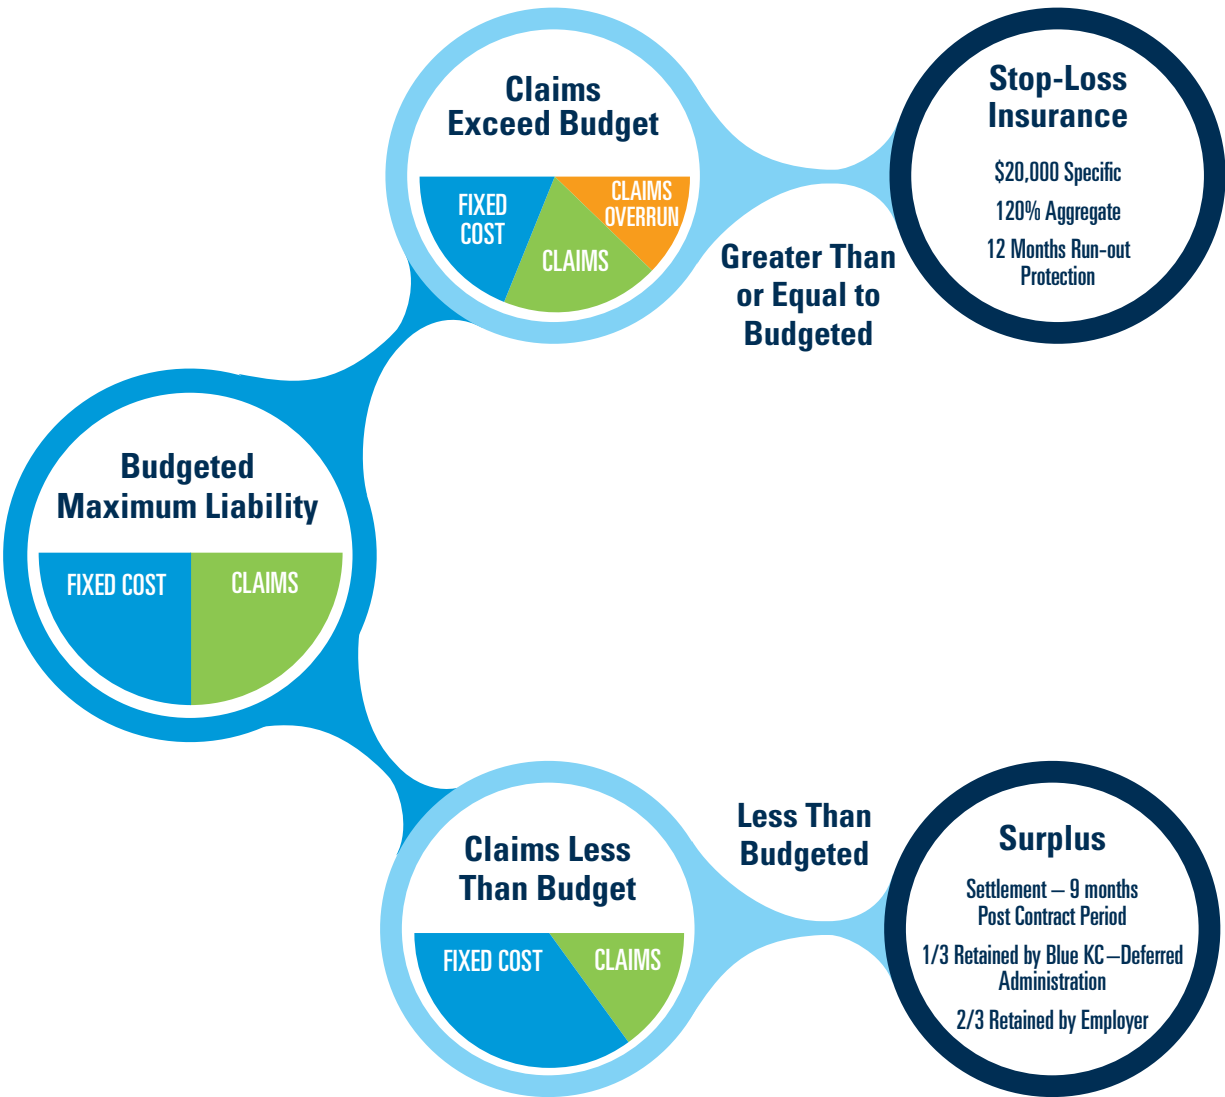 Claims
Exceed Budget
FIXED
COST
CLAIMS
CLAIMS
OVERRUN
Greater Than
or Equal to
Budgeted
Stop-Loss
Insurance
$20,000 Specific
120% Aggregate
12 Months Run-out
Protection
Budgeted
Maximum Liability
FIXED COST
CLAIMS
Claims Less
Than Budget
FIXED COST
CLAIMS
Less Than
Budgeted
Surplus
Settlement – 9 months
Post Contract Period
1/3 Retained by Blue KC–Deferred
Administration
2/3 Retained by Employer